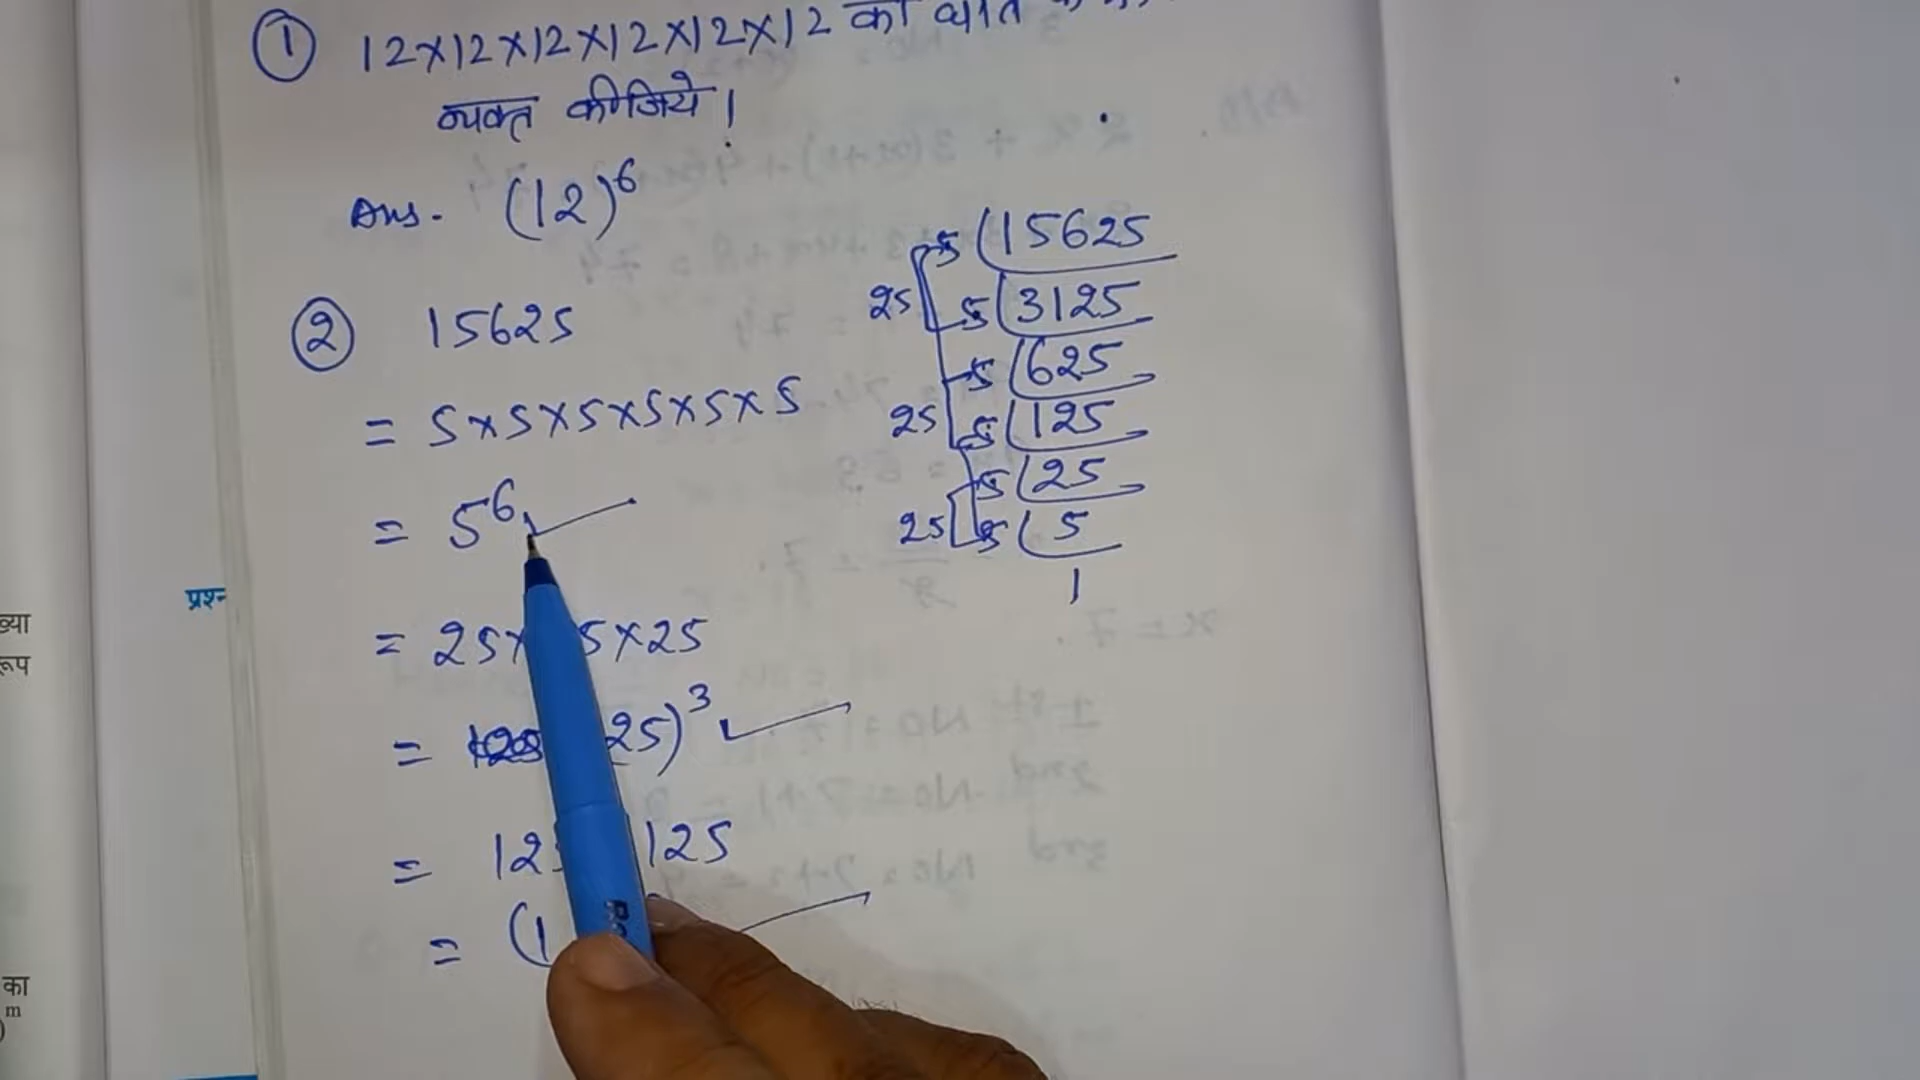 ① 12×12×12×12×12×12 को घात
व्यक्त कीजिये।
Ans. (12)⁶
② 15625
= 5×5×5×5×5×5
= 5⁶
= 25× 5×25
= 25)³
= 12 125
= (1
5 15625
5 3125
5 625
5 125
5 25
5 5
1
25
25
25
प्रश्न
ख्या
रूप
का
)ᵐ